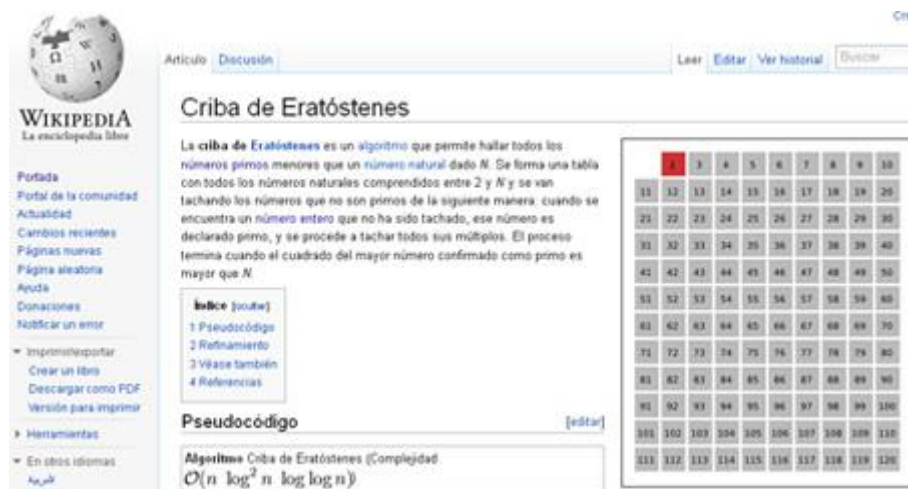 WIKIPEDIA
La enciclopedia libre
Portada
Portal de la comunidad
Actualidad
Cambios recientes
Páginas nuevas
Página aleatoria
Ayuda
Donaciones
Notificar un error
Imprimir/exportar
Crear un libro
Descargar como PDF
Versión para imprimir
Herramientas
En otros idiomas
العربية
Artículo Discusión
Leer Editar Ver historial Buscar
Criba de Eratóstenes
La criba de Eratóstenes es un algoritmo que permite hallar todos los
números primos menores que un número natural dado N. Se forma una tabla
con todos los números naturales comprendidos entre 2 y N y se van
tachando los números que no son primos de la siguiente manera: cuando se
encuentra un número entero que no ha sido tachado, ese número es
declarado primo, y se procede a tachar todos sus múltiplos. El proceso
termina cuando el cuadrado del mayor número confirmado como primo es
mayor que N.
Índice [ocultar]
1 Pseudocódigo
2 Refinamiento
3 Véase también
4 Referencias
Pseudocódigo [editar]
Algoritmo Criba de Eratóstenes (Complejidad
O(n log² n log log n))
2 3 4 5 6 7 8 9 10
11 12 13 14 15 16 17 18 19 20
21 22 23 24 25 26 27 28 29 30
31 32 33 34 35 36 37 38 39 40
41 42 43 44 45 46 47 48 49 50
51 52 53 54 55 56 57 58 59 60
61 62 63 64 65 66 67 68 69 70
71 72 73 74 75 76 77 78 79 80
81 82 83 84 85 86 87 88 89 90
91 92 93 94 95 96 97 98 99 100
101 102 103 104 105 106 107 108 109 110
111 112 113 114 115 116 117 118 119 120